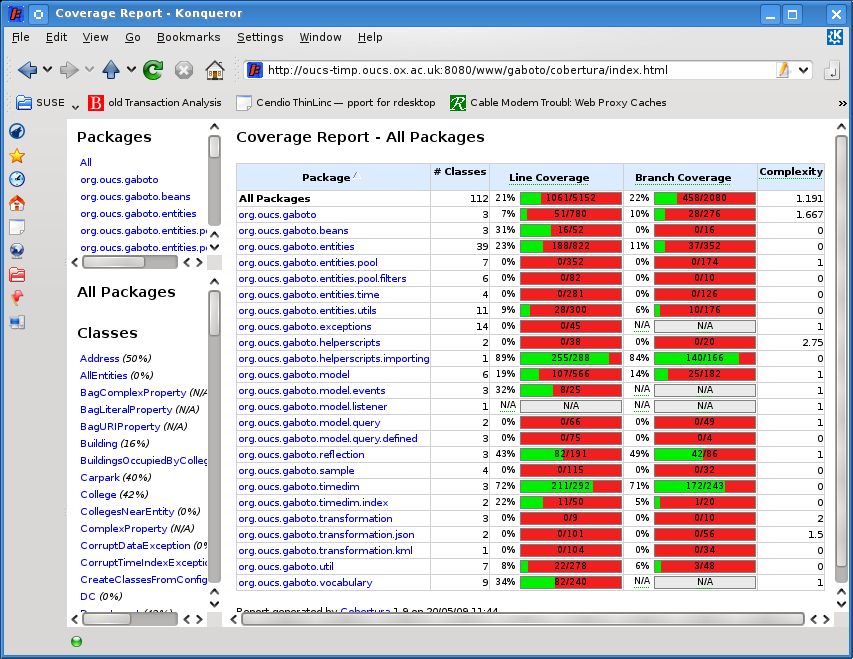 Coverage Report - Konqueror
File Edit View Go Bookmarks Settings Window Help
http://oucs-timp.oucs.ox.ac.uk:8080/www/gaboto/cobertura/index.html
SUSE old Transaction Analysis Cendio ThinLinc — pport for rdesktop Cable Modem Troubl: Web Proxy Caches »
Packages
All
org.oucs.gaboto
org.oucs.gaboto.beans
org.oucs.gaboto.entities
org.oucs.gaboto.entities.po
org.oucs.gaboto.entities.po
All Packages
Classes
Address (50%)
AllEntities (0%)
BagComplexProperty (N/A
BagLiteralProperty (N/A)
BagURIProperty (N/A)
Building (16%)
BuildingsOccupiedByColleg
Carpark (40%)
College (42%)
CollegesNearEntity (0%)
ComplexProperty (N/A)
CorruptDataException (0%
CorruptTimeIndexExceptio
CreateClassesFromConfig
DC (0%)
Coverage Report - All Packages
Package # Classes Line Coverage Branch Coverage Complexity
All Packages 112 21% 1061/5152 22% 458/2080 1.191
org.oucs.gaboto 3 7% 51/780 10% 28/276 1.667
org.oucs.gaboto.beans 3 31% 16/52 0% 0/16 0
org.oucs.gaboto.entities 39 23% 188/822 11% 37/352 0
org.oucs.gaboto.entities.pool 7 0% 0/352 0% 0/174 1
org.oucs.gaboto.entities.pool.filters 6 0% 0/82 0% 0/10 0
org.oucs.gaboto.entities.time 4 0% 0/281 0% 0/126 0
org.oucs.gaboto.entities.utils 11 9% 28/300 6% 10/176 0
org.oucs.gaboto.exceptions 14 0% 0/45 N/A N/A 1
org.oucs.gaboto.helperscripts 2 0% 0/38 0% 0/20 2.75
org.oucs.gaboto.helperscripts.importing 1 89% 255/288 84% 140/166 0
org.oucs.gaboto.model 6 19% 107/566 14% 25/182 1
org.oucs.gaboto.model.events 3 32% 8/25 N/A N/A 1
org.oucs.gaboto.model.listener 1 N/A N/A N/A N/A 1
org.oucs.gaboto.model.query 2 0% 0/66 0% 0/49 1
org.oucs.gaboto.model.query.defined 3 0% 0/75 0% 0/4 0
org.oucs.gaboto.reflection 3 43% 82/191 49% 42/86 1
org.oucs.gaboto.sample 4 0% 0/115 0% 0/32 0
org.oucs.gaboto.timedim 3 72% 211/292 71% 172/243 1
org.oucs.gaboto.timedim.index 2 22% 11/50 5% 1/20 0
org.oucs.gaboto.transformation 3 0% 0/9 0% 0/10 2
org.oucs.gaboto.transformation.json 2 0% 0/101 0% 0/56 1.5
org.oucs.gaboto.transformation.kml 1 0% 0/104 0% 0/34 1
org.oucs.gaboto.util 7 8% 22/278 6% 3/48 0
org.oucs.gaboto.vocabulary 9 34% 82/240 N/A N/A 1
Report generated by Cobertura 1.9 on 20/05/09 11:44